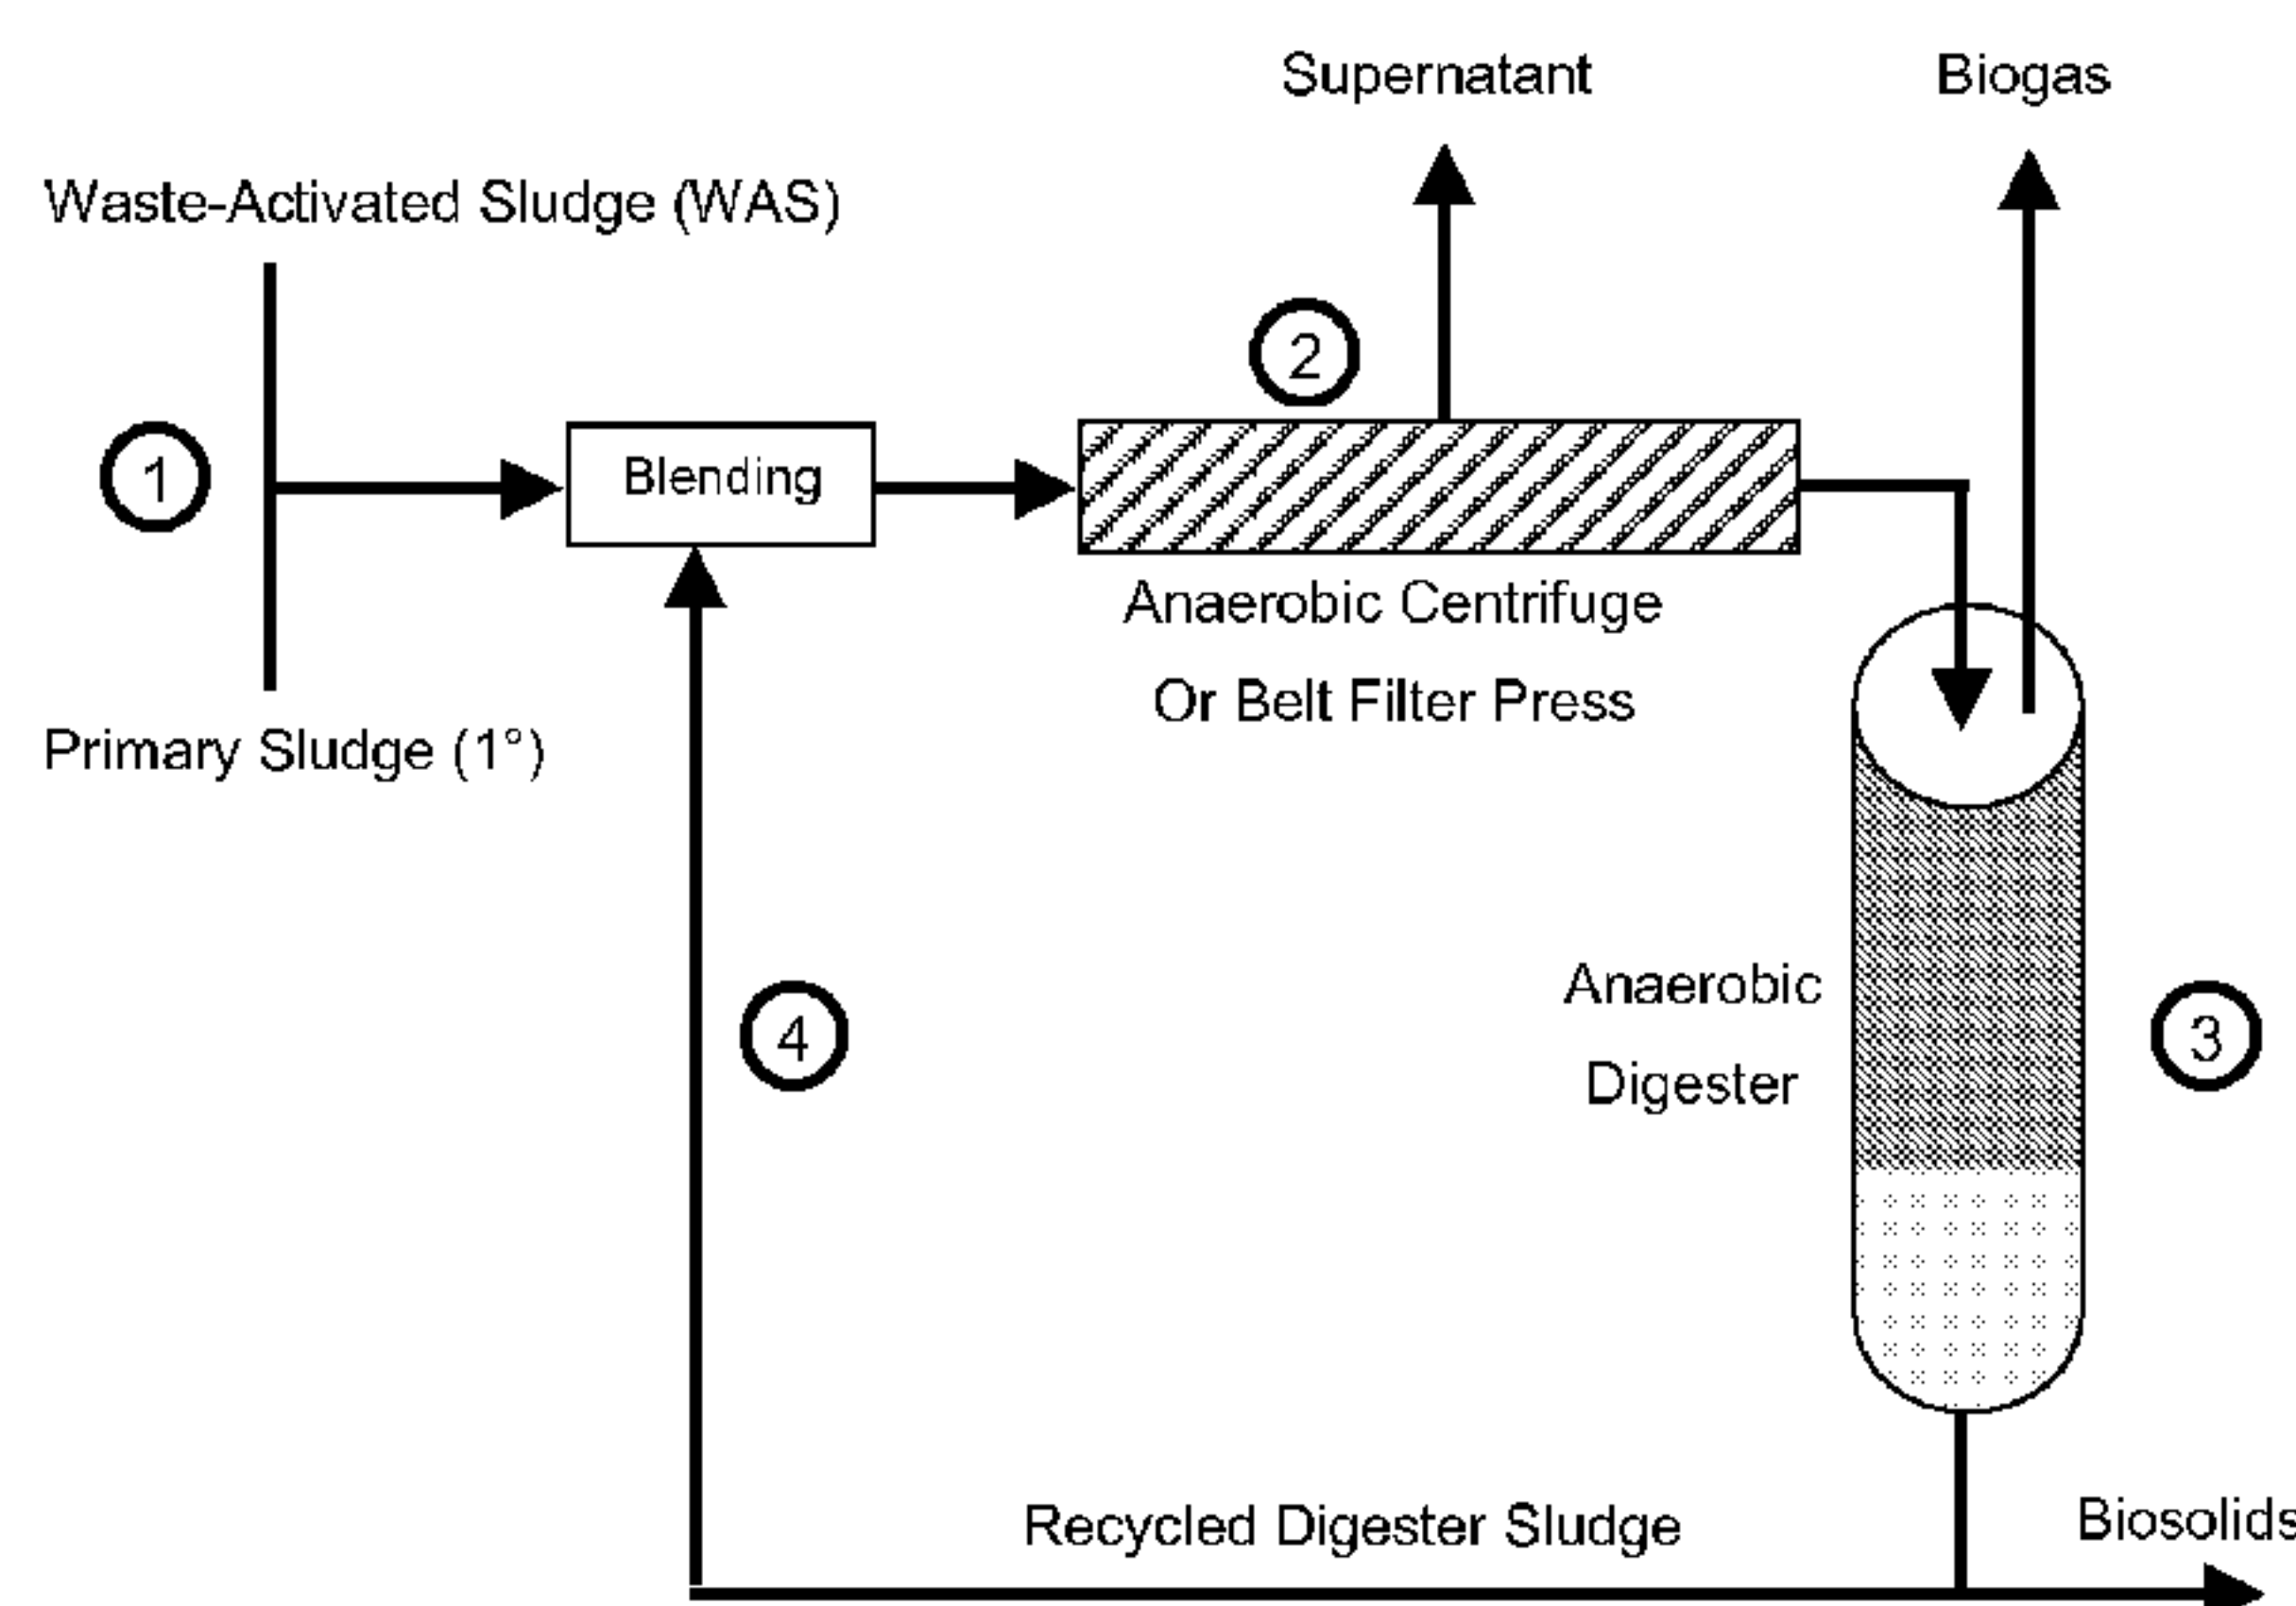 Supernatant
Biogas
Waste-Activated Sludge (WAS)
2
1
Blending
Anaerobic Centrifuge
Or Belt Filter Press
Primary Sludge (1°)
Anaerobic
Digester
4
3
Recycled Digester Sludge
Biosolids